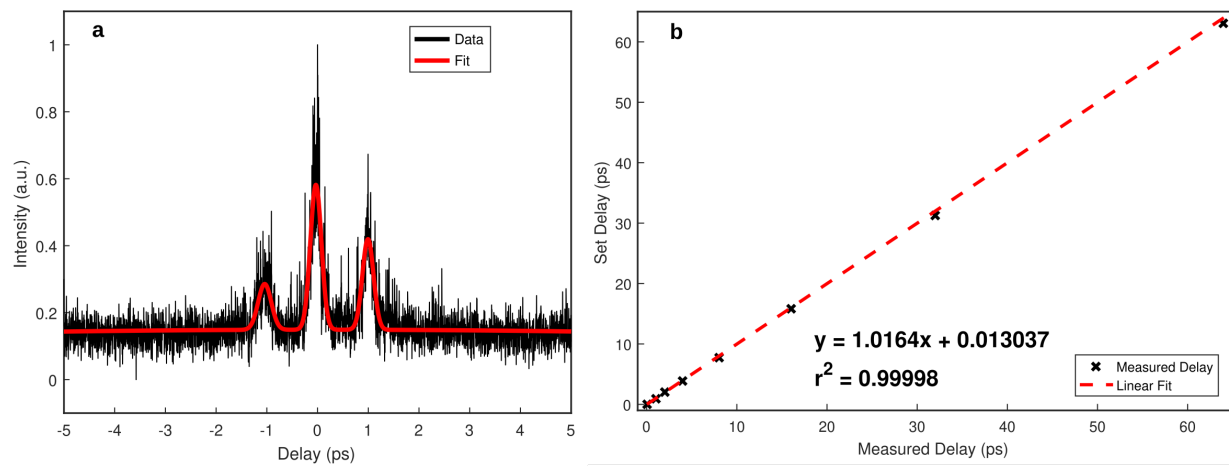 a
Data
Fit
1
0.8
0.6
0.4
0.2
0
Intensity (a.u.)
-5
-4
-3
-2
-1
0
1
2
3
4
5
Delay (ps)
b
60
50
40
30
20
10
0
Set Delay (ps)
y = 1.0164x + 0.013037
r² = 0.99998
Measured Delay
Linear Fit
0
10
20
30
40
50
60
Measured Delay (ps)